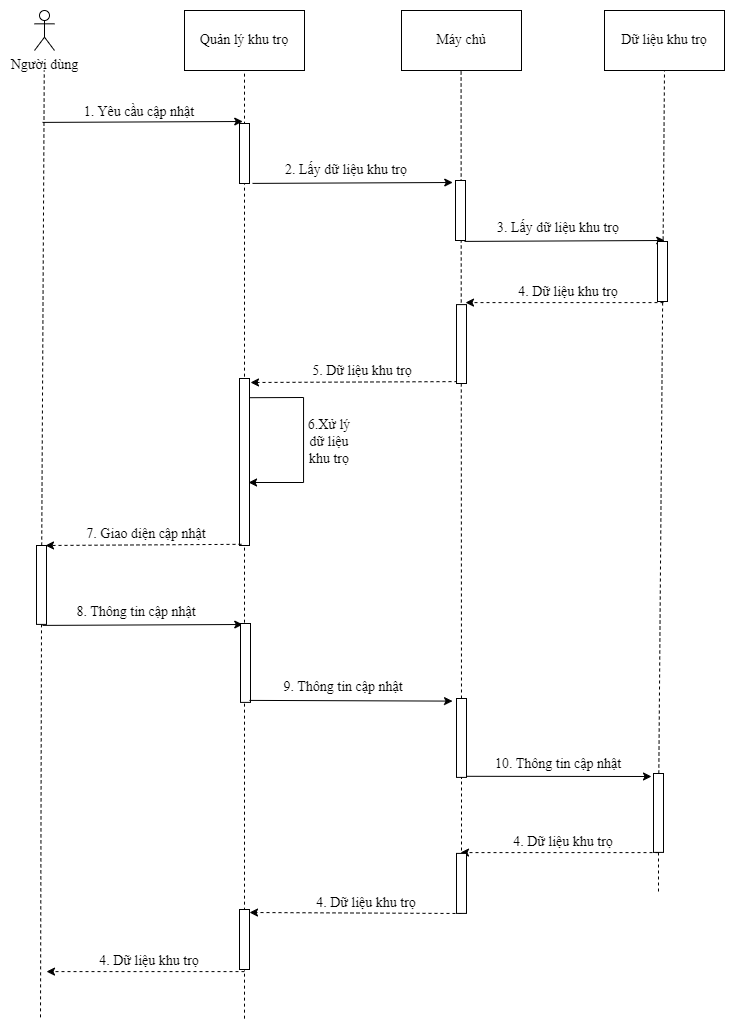 Người dùng
Quản lý khu trọ
Máy chủ
Dữ liệu khu trọ
1. Yêu cầu cập nhật
2. Lấy dữ liệu khu trọ
3. Lấy dữ liệu khu trọ
4. Dữ liệu khu trọ
5. Dữ liệu khu trọ
6.Xử lý
dữ liệu
khu trọ
7. Giao diện cập nhật
8. Thông tin cập nhật
9. Thông tin cập nhật
10. Thông tin cập nhật
4. Dữ liệu khu trọ
4. Dữ liệu khu trọ
4. Dữ liệu khu trọ